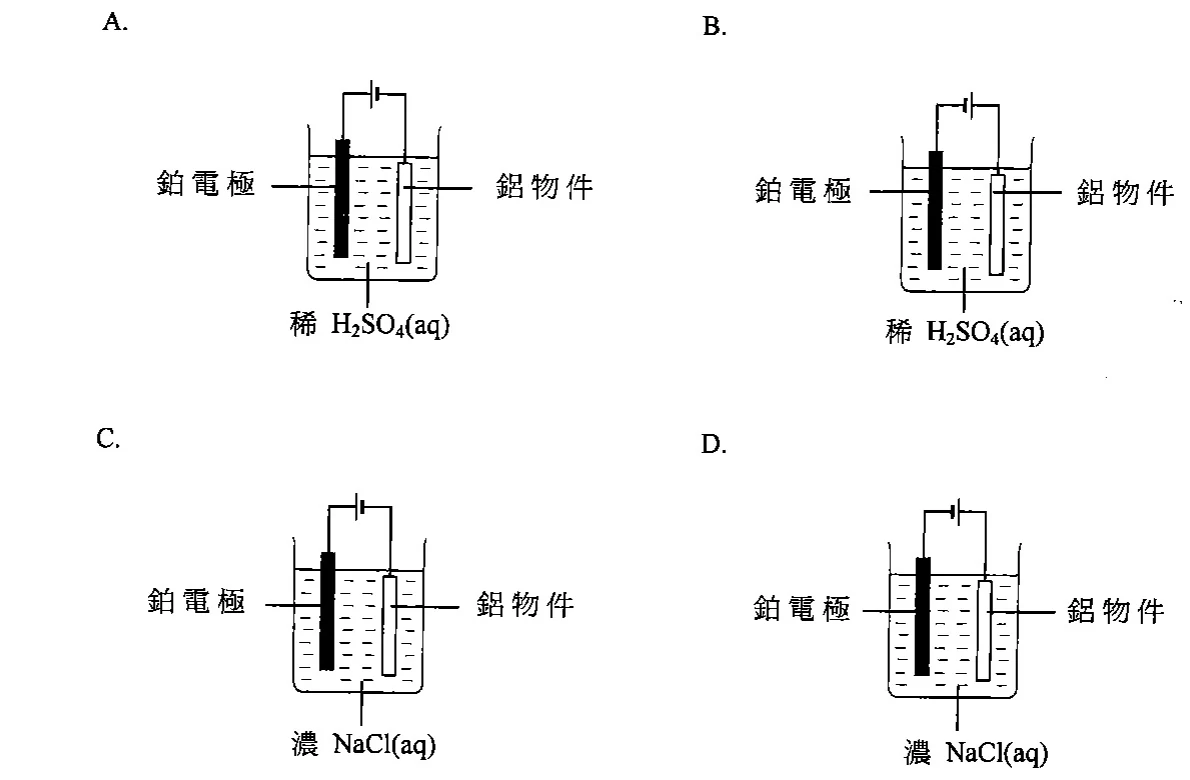 A.
鉑電極
鋁物件
稀 H₂SO₄(aq)
B.
鉑電極
鋁物件
稀 H₂SO₄(aq)
C.
鉑電極
鋁物件
濃 NaCl(aq)
D.
鉑電極
鋁物件
濃 NaCl(aq)